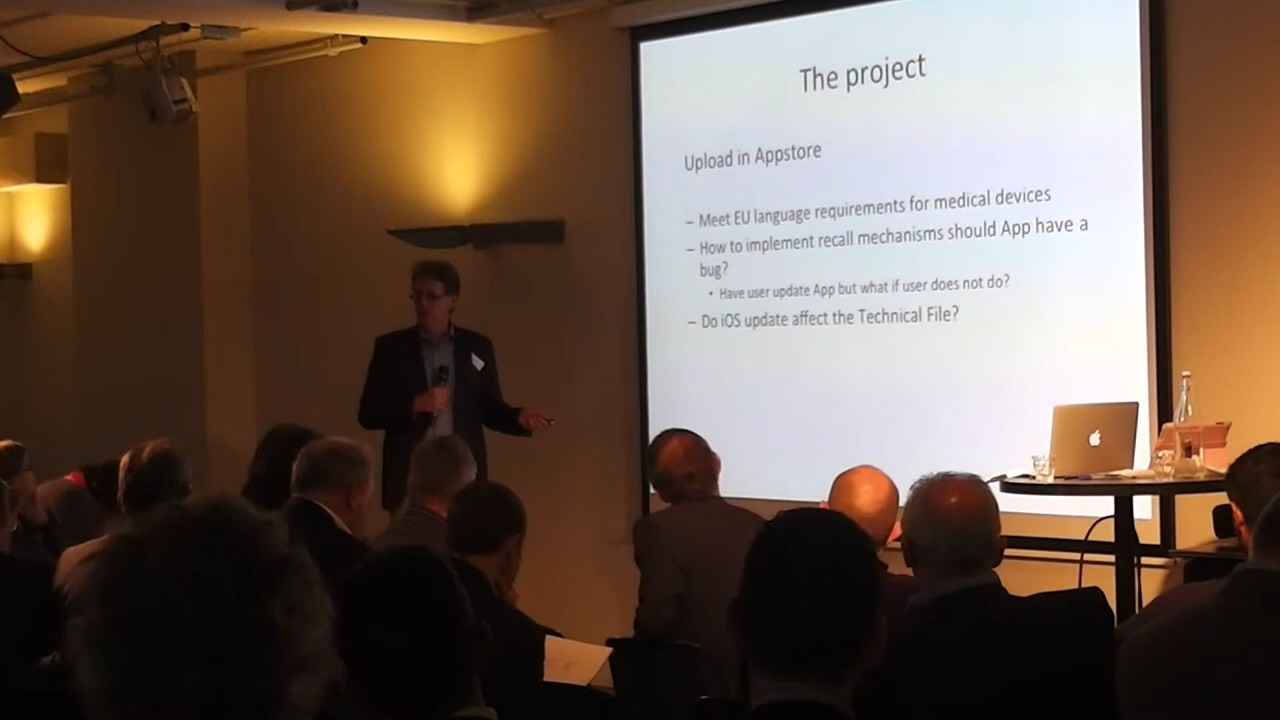 The project
Upload in Appstore
– Meet EU language requirements for medical devices
– How to implement recall mechanisms should App have a
bug?
• Have user update App but what if user does not do?
– Do iOS update affect the Technical File?